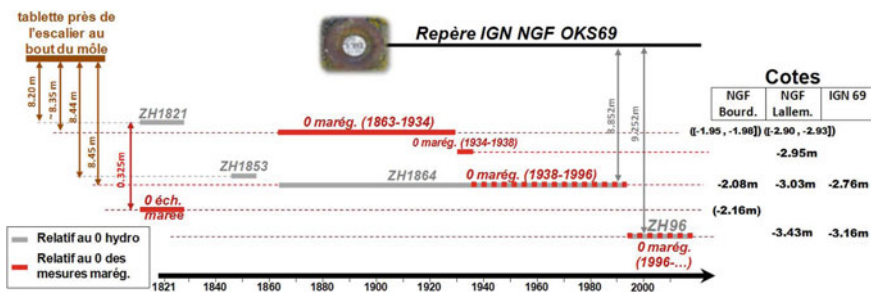 tablette près de
l'escalier au
bout du môle
Repère IGN NGF OKS69
8.20 m
~8.35 m
8.44 m
8.45m
0.325m
8.852m
9.252m
Cotes
NGF Bourd.
NGF Lallem.
IGN 69
ZH1821
0 marég. (1863-1934)
([-1.95 , -1.98]) ([-2.90 , -2.93])
0 marég. (1934-1938)
-2.95m
ZH1853
ZH1864
0 marég. (1938-1996)
-2.08m
-3.03m
-2.76m
0 éch.
marée
(-2.16m)
ZH96
-3.43m
-3.16m
0 marég.
(1996-...)
Relatif au 0 hydro
Relatif au 0 des
mesures marég.
1821 1840 1860 1880 1900 1920 1940 1960 1980 2000